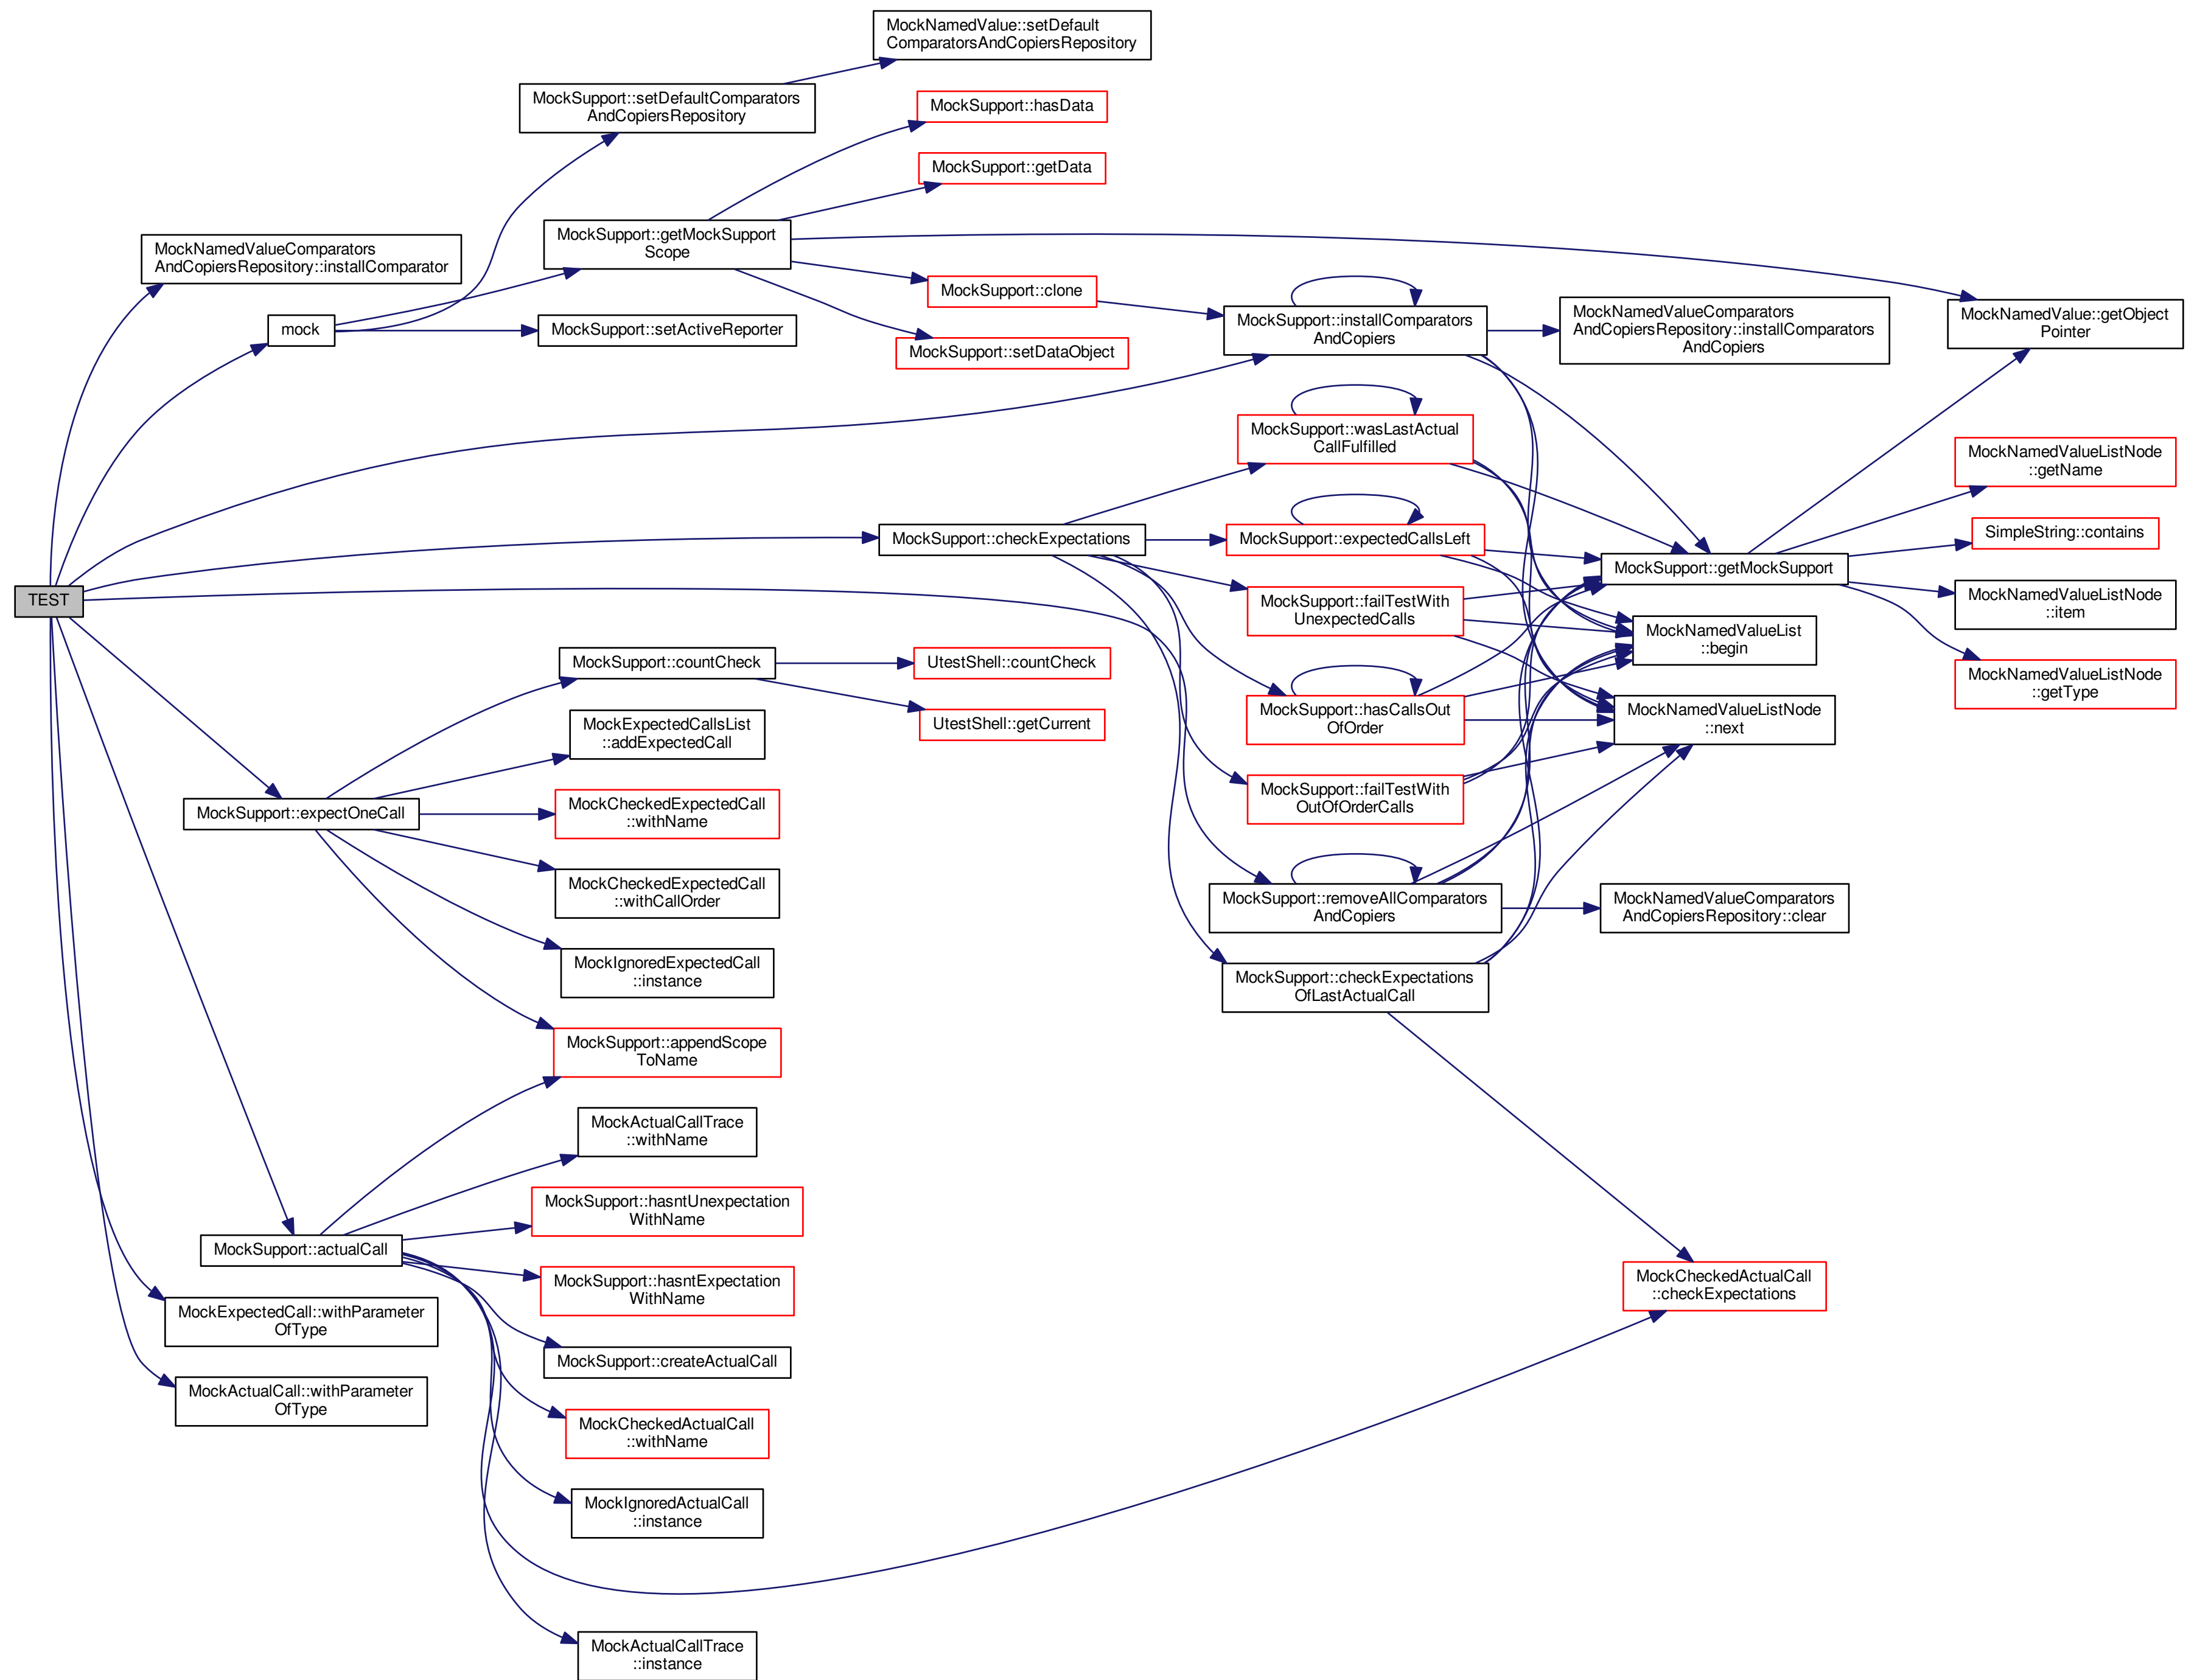 MockNamedValue::setDefault
ComparatorsAndCopiersRepository
MockSupport::setDefaultComparators
AndCopiersRepository
MockSupport::hasData
MockSupport::getData
MockSupport::getMockSupport
Scope
MockNamedValueComparators
AndCopiersRepository::installComparator
MockSupport::clone
mock
MockSupport::setActiveReporter
MockSupport::setDataObject
MockSupport::installComparators
AndCopiers
MockNamedValueComparators
AndCopiersRepository::installComparators
AndCopiers
MockNamedValue::getObject
Pointer
MockSupport::wasLastActual
CallFulfilled
MockNamedValueListNode
::getName
MockSupport::checkExpectations
MockSupport::expectedCallsLeft
SimpleString::contains
MockSupport::getMockSupport
TEST
MockSupport::failTestWith
UnexpectedCalls
MockNamedValueListNode
::item
MockNamedValueList
::begin
MockSupport::countCheck
UtestShell::countCheck
MockNamedValueListNode
::getType
UtestShell::getCurrent
MockExpectedCallsList
::addExpectedCall
MockSupport::hasCallsOut
OfOrder
MockNamedValueListNode
::next
MockSupport::expectOneCall
MockCheckedExpectedCall
::withName
MockSupport::failTestWith
OutOfOrderCalls
MockCheckedExpectedCall
::withCallOrder
MockSupport::removeAllComparators
AndCopiers
MockNamedValueComparators
AndCopiersRepository::clear
MockIgnoredExpectedCall
::instance
MockSupport::checkExpectations
OfLastActualCall
MockSupport::appendScope
ToName
MockActualCallTrace
::withName
MockSupport::hasntUnexpectation
WithName
MockSupport::actualCall
MockSupport::hasntExpectation
WithName
MockCheckedActualCall
::checkExpectations
MockExpectedCall::withParameter
OfType
MockSupport::createActualCall
MockActualCall::withParameter
OfType
MockCheckedActualCall
::withName
MockIgnoredActualCall
::instance
MockActualCallTrace
::instance